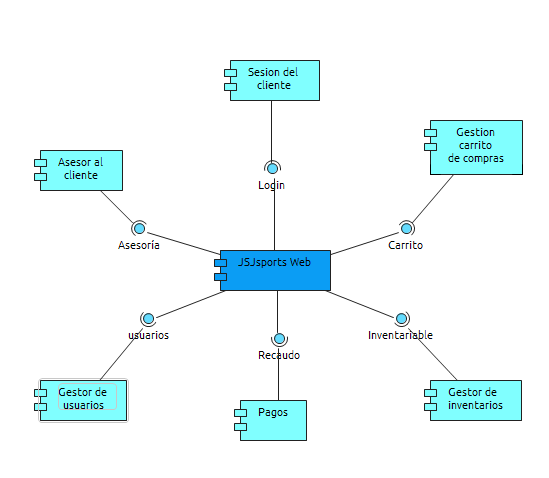 Sesion del
cliente
Gestion
carrito
de compras
Asesor al
cliente
Login
Asesoría
Carrito
JSJsports Web
usuarios
Recaudo
Inventariable
Gestor de
usuarios
Pagos
Gestor de
inventarios